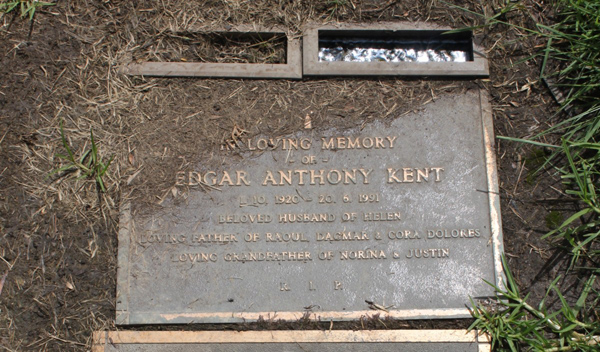 IN LOVING MEMORY
- OF -
EDGAR ANTHONY KENT
1. 10. 1920 - 20. 6. 1991
BELOVED HUSBAND OF HELEN
LOVING FATHER OF RAOUL, DAGMAR & CORA DOLORES
LOVING GRANDFATHER OF NORINA & JUSTIN
R. I. P.